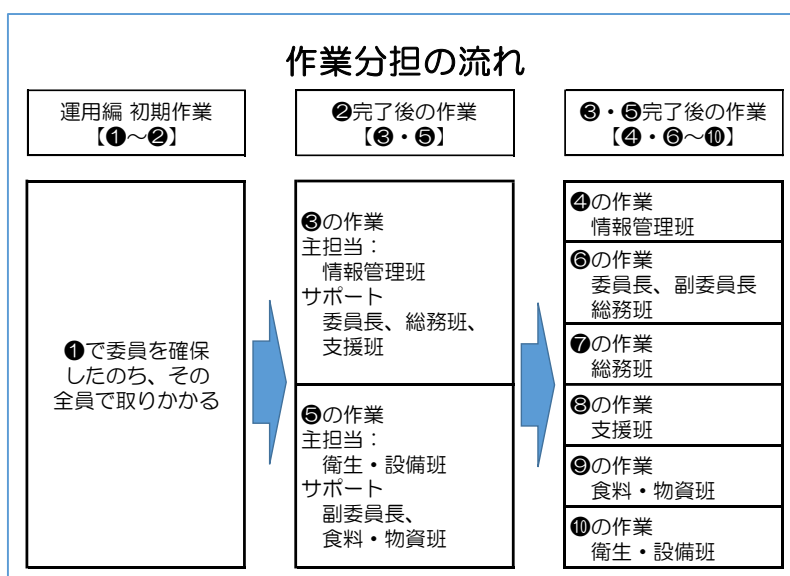 作業分担の流れ
運用編 初期作業
【❶～❷】
❷完了後の作業
【❸・❺】
❸・❺完了後の作業
【❹・❻～❿】
❶で委員を確保
したのち、その
全員で取りかかる
❸の作業
主担当：
情報管理班
サポート
委員長、総務班、
支援班
❺の作業
主担当：
衛生・設備班
サポート
副委員長、
食料・物資班
❹の作業
情報管理班
❻の作業
委員長、副委員長
総務班
❼の作業
総務班
❽の作業
支援班
❾の作業
食料・物資班
❿の作業
衛生・設備班